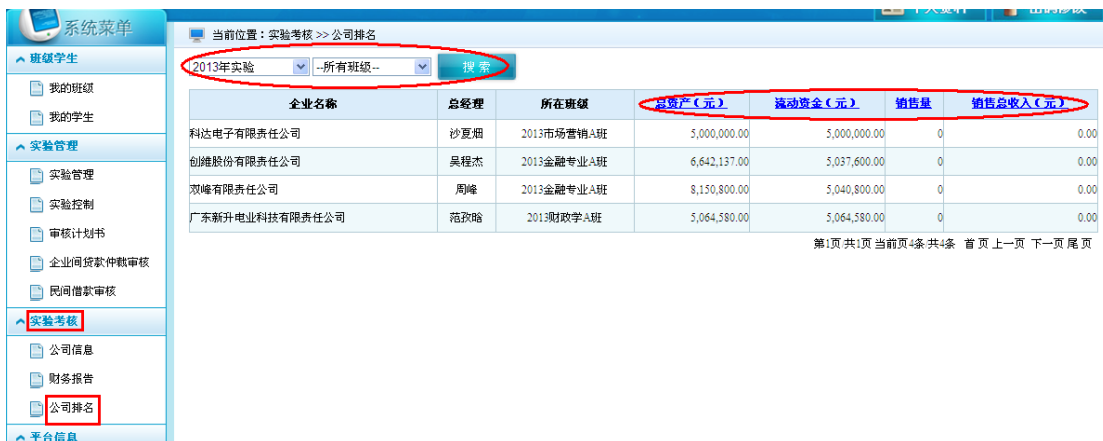 系统菜单
班级学生
我的班级
我的学生
实验管理
实验管理
实验控制
审核计划书
企业间贷款仲裁审核
民间借款审核
实验考核
公司信息
财务报告
公司排名
平台信息
个人资料 密码修改
当前位置：实验考核 >> 公司排名
2013年实验 --所有班级-- 搜 索
企业名称 总经理 所在班级 总资产（元） 流动资金（元） 销售量 销售总收入（元）
科达电子有限责任公司 沙夏烟 2013市场营销A班 5,000,000.00 5,000,000.00 0 0.00
创维股份有限责任公司 吴程杰 2013金融专业A班 6,642,137.00 5,037,600.00 0 0.00
双峰有限责任公司 周峰 2013金融专业A班 8,150,800.00 5,040,800.00 0 0.00
广东新升电业科技有限责任公司 2013财政学A班 5,064,580.00 5,064,580.00 0 0.00
第1页 共1页 当前页4条 共4条 首 页 上一页 下一页 尾 页